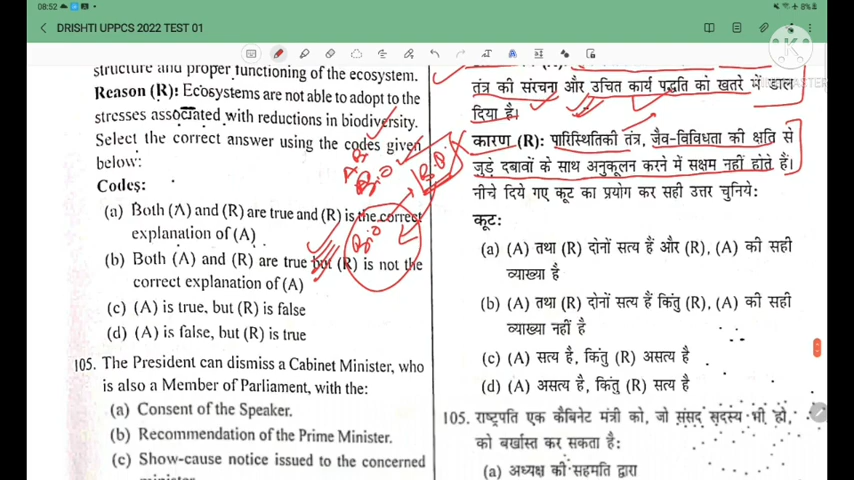 08:52
8%
DRISHTI UPPCS 2022 TEST 01
structure and proper functioning of the ecosystem.
Reason (R): Ecosystems are not able to adopt to the
stresses associated with reductions in biodiversity.
Select the correct answer using the codes given
below:
Codes:
(a) Both (A) and (R) are true and (R) is the correct
explanation of (A)
(b) Both (A) and (R) are true but (R) is not the
correct explanation of (A)
(c) (A) is true, but (R) is false
(d) (A) is false, but (R) is true
105. The President can dismiss a Cabinet Minister, who
is also a Member of Parliament, with the:
(a) Consent of the Speaker.
(b) Recommendation of the Prime Minister.
(c) Show-cause notice issued to the concerned
तंत्र की संरचना और उचित कार्य पद्धति को खतरे में डाल
दिया है।
कारण (R): पारिस्थितिकी तंत्र, जैव-विविधता की क्षति से
जुड़े दबावों के साथ अनुकूलन करने में सक्षम नहीं होते हैं।
नीचे दिये गए कूट का प्रयोग कर सही उत्तर चुनिये:
कूट:
(a) (A) तथा (R) दोनों सत्य हैं और (R), (A) की सही
व्याख्या है
(b) (A) तथा (R) दोनों सत्य हैं किंतु (R), (A) की सही
व्याख्या नहीं है
(c) (A) सत्य है, किंतु (R) असत्य है
(d) (A) असत्य है, किंतु (R) सत्य है
105. राष्ट्रपति एक कैबिनेट मंत्री को, जो संसद सदस्य भी हो,
को बर्खास्त कर सकता है:
(a) अध्यक्ष की सहमति द्वारा